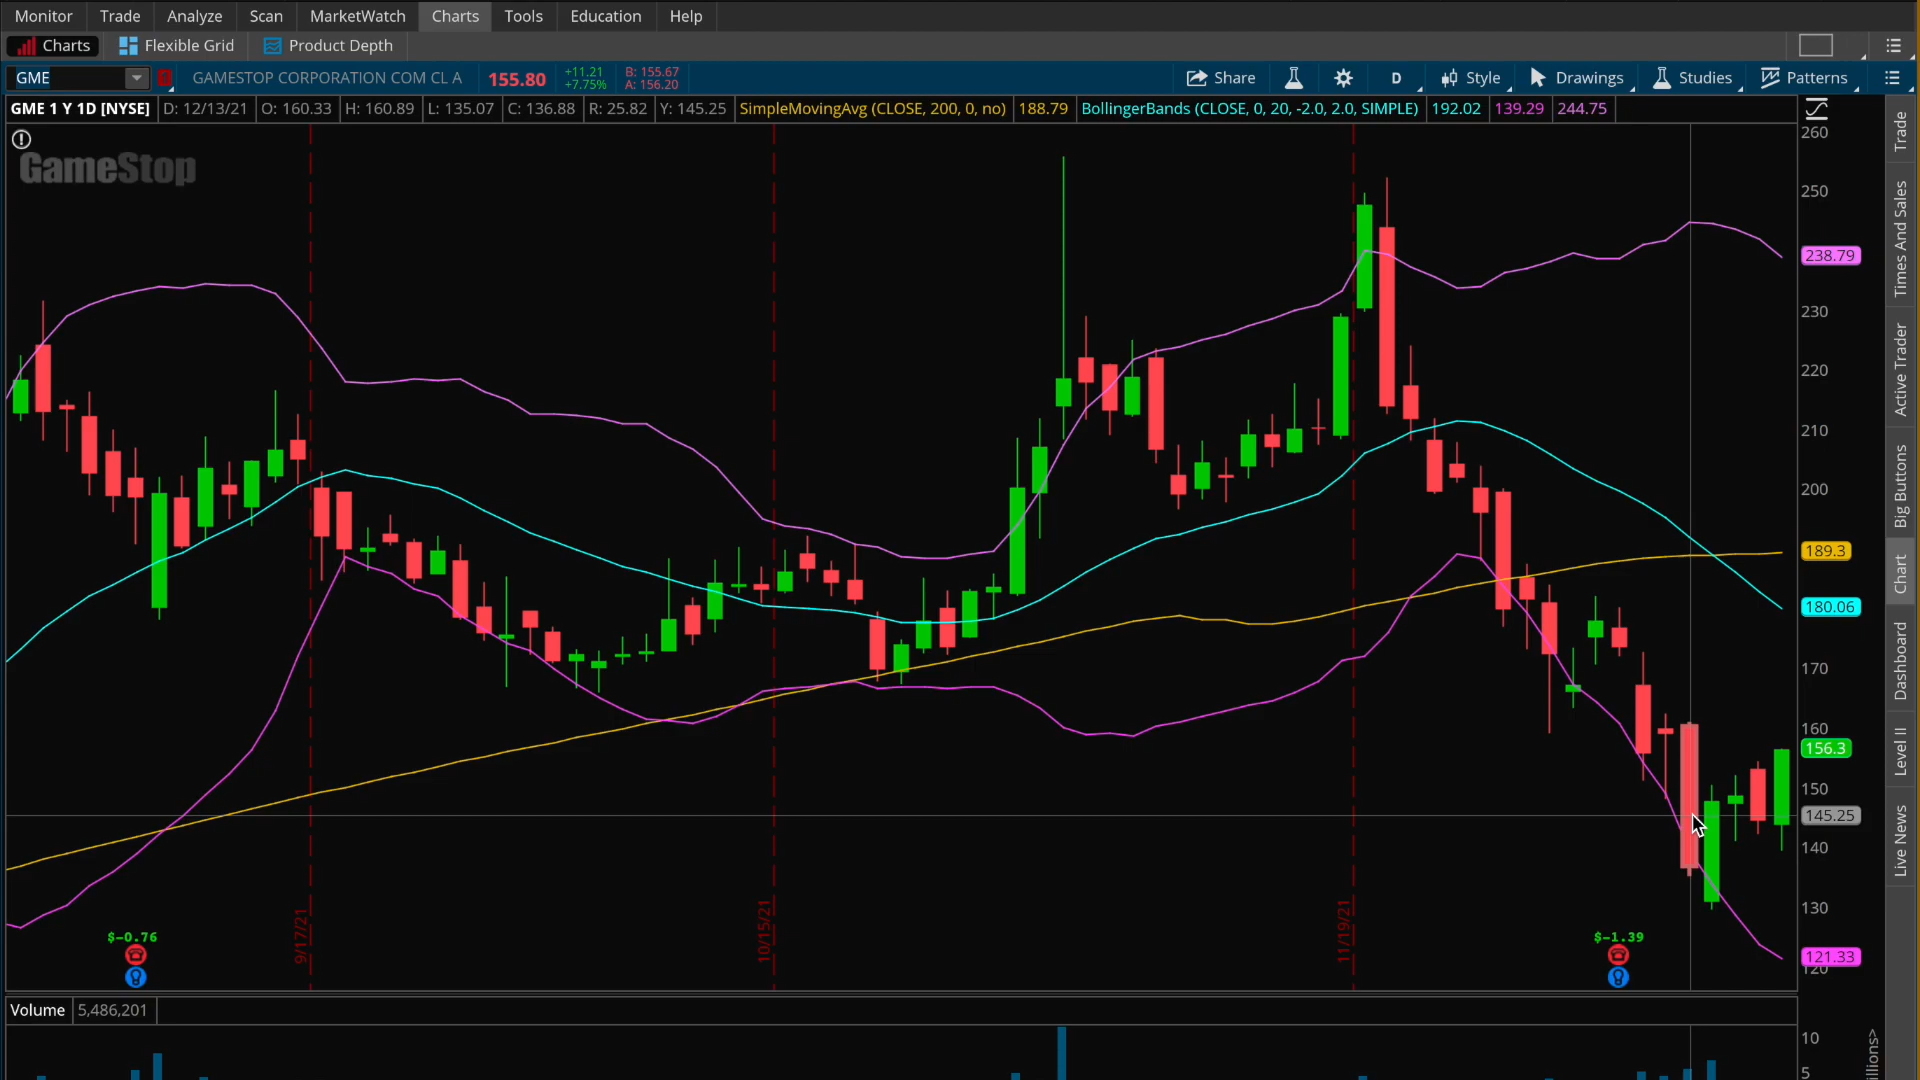 Monitor Trade Analyze Scan MarketWatch Charts Tools Education Help
Charts Flexible Grid Product Depth
GME GAMESTOP CORPORATION COM CL A 155.80 +11.21 B: 155.67 Share D Style Drawings Studies Patterns
+7.75% A: 156.20
GME 1 Y 1D [NYSE] D: 12/13/21 O: 160.33 H: 160.89 L: 135.07 C: 136.88 R: 25.82 Y: 145.25 SimpleMovingAvg (CLOSE, 200, 0, no) 188.79 BollingerBands (CLOSE, 0, 20, -2.0, 2.0, SIMPLE) 192.02 139.29 244.75
GameStop
260
250
238.79
230
220
210
200
189.3
180.06
170
160
156.3
150
145.25
140
130
121.33
120
9/17/21
10/15/21
11/19/21
$-0.76
$-1.39
Volume 5,486,201
10
5
illions>
Trade
Times And Sales
Active Trader
Big Buttons
Chart
Dashboard
Level II
Live News